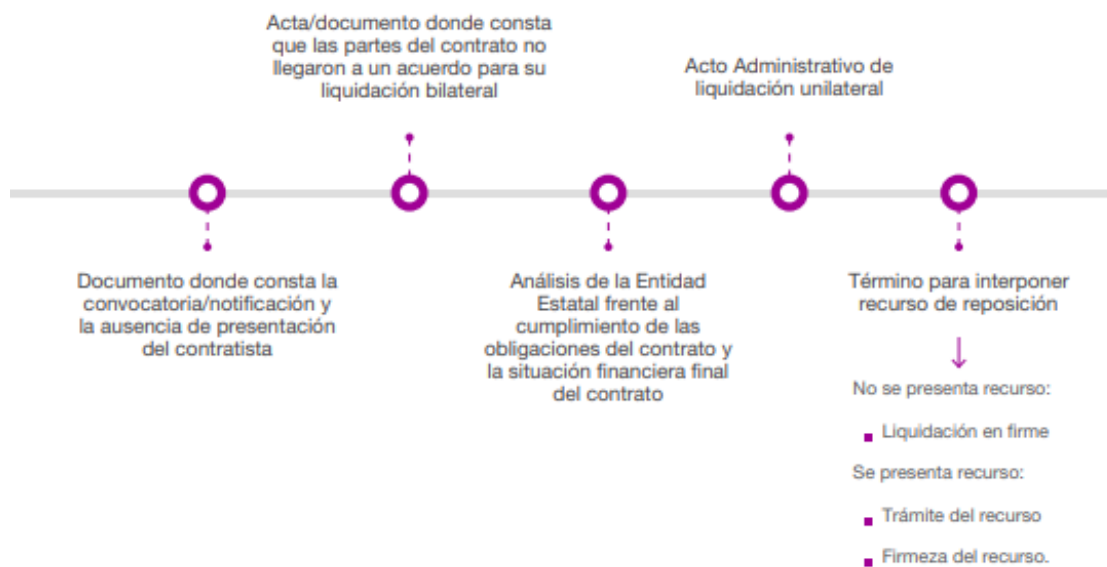 Acta/documento donde consta
que las partes del contrato no
llegaron a un acuerdo para su
liquidación bilateral
Acto Administrativo de
liquidación unilateral
Documento donde consta la
convocatoria/notificación y
la ausencia de presentación
del contratista
Análisis de la Entidad
Estatal frente al
cumplimiento de las
obligaciones del contrato y
la situación financiera final
del contrato
Término para interponer
recurso de reposición
No se presenta recurso:
Liquidación en firme
Se presenta recurso:
Trámite del recurso
Firmeza del recurso.